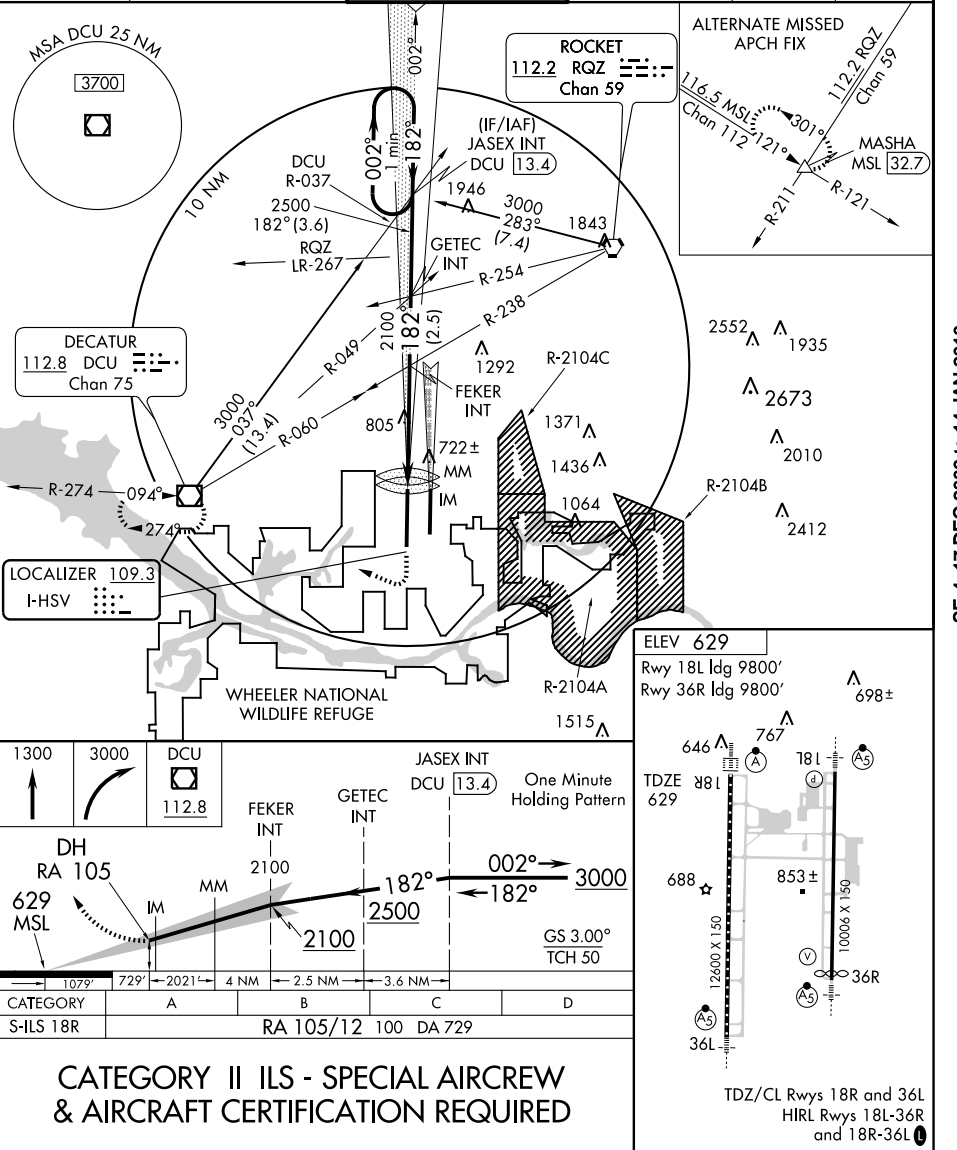 MSA DCU 25 NM
3700
10 NM
002°
002°
1 min
182°
(IF/IAF)
JASEX INT
DCU 13.4
ROCKET
112.2 RQZ
Chan 59
ALTERNATE MISSED
APCH FIX
112.2 RQZ
Chan 59
116.5 MSL
Chan 112
121°
301°
MASHA
MSL 32.7
R-211
R-121
DCU
R-037
2500
182° (3.6)
RQZ
LR-267
1946
3000
283°
(7.4)
1843
GETEC
INT
R-254
R-238
2100
182°
(2.5)
R-049
DECATUR
112.8 DCU
Chan 75
3000
037°
(13.4)
R-060
1292
FEKER
INT
805
722±
MM
IM
R-2104C
1371
1436
1064
2552
1935
2673
2010
2412
R-2104B
R-274
094°
274°
LOCALIZER 109.3
I-HSV
R-2104A
WHEELER NATIONAL
WILDLIFE REFUGE
1515
ELEV 629
Rwy 18L ldg 9800'
Rwy 36R ldg 9800'
698±
767
646
A
A5
TDZE
629
18R
18L
P
688
853±
12600 X 150
10006 X 150
V
36R
A5
A5
36L
TDZ/CL Rwys 18R and 36L
HIRL Rwys 18L-36R
and 18R-36L L
1300
3000
DCU
112.8
JASEX INT
DCU 13.4
One Minute
Holding Pattern
GETEC
INT
FEKER
INT
2100
DH
RA 105
629
MSL
IM
MM
182°
2500
2100
002°
182°
3000
GS 3.00°
TCH 50
1079' 729' 2021' 4 NM 2.5 NM 3.6 NM
CATEGORY A B C D
S-ILS 18R RA 105/12 100 DA 729
CATEGORY II ILS - SPECIAL AIRCREW
& AIRCRAFT CERTIFICATION REQUIRED